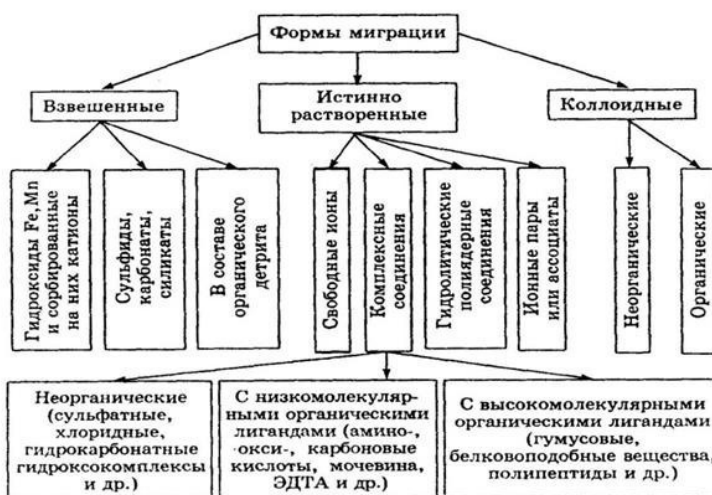 Формы миграции
Взвешенные
Истинно
растворенные
Коллоидные
Гидроксиды Fe,Mn
и сорбированные
на них катионы
Сульфиды,
карбонаты,
силикаты
В составе
органического
детрита
Свободные ионы
Комплексные
соединения
Гидролитические
полиядерные
соединения
Ионные пары
или ассоциаты
Неорганические
Органические
Неорганические
(сульфатные,
хлоридные,
гидрокарбонатные
гидроксокомплексы
и др.)
С низкомолекуляр-
ными органическими
лигандами (амино-,
окси-, карбоновые
кислоты, мочевина,
ЭДТА и др.)
С высокомолекулярными
органическими лигандами
(гумусовые,
белковоподобные вещества,
полипептиды и др.)